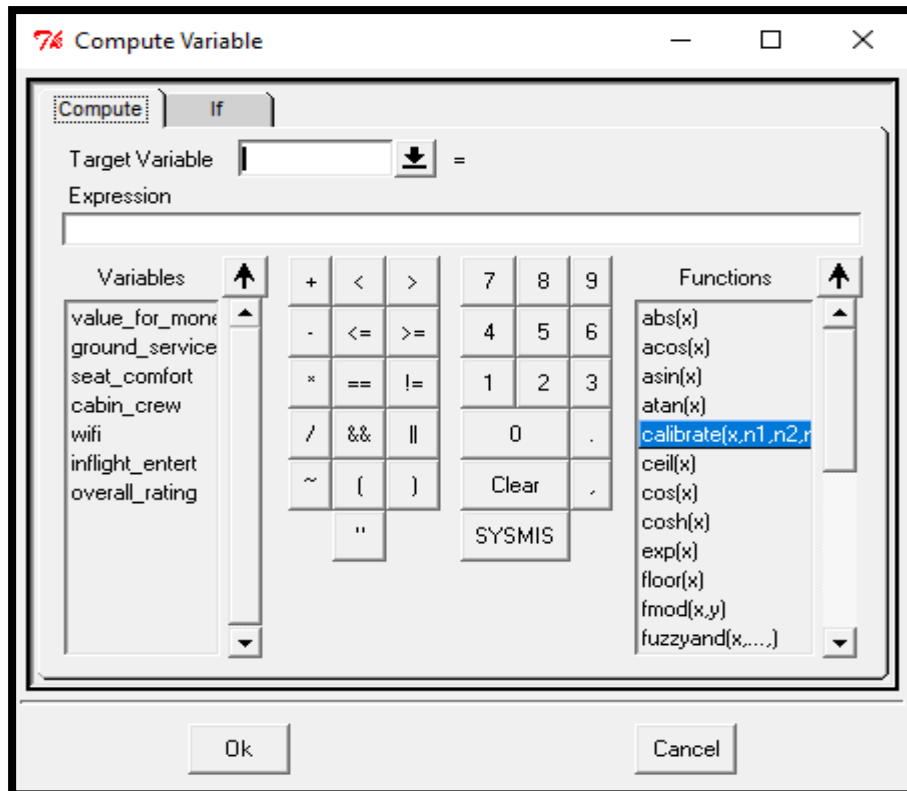 Compute Variable
Compute If
Target Variable =
Expression
Variables
value_for_mone
ground_service
seat_comfort
cabin_crew
wifi
inflight_entert
overall_rating
+ < >
- <= >=
* == !=
/ && ||
~ ( )
"
7 8 9
4 5 6
1 2 3
0 .
Clear ,
SYSMIS
Functions
abs(x)
acos(x)
asin(x)
atan(x)
calibrate(x,n1,n2,n
ceil(x)
cos(x)
cosh(x)
exp(x)
floor(x)
fmod(x,y)
fuzzyand(x,...,)
Ok Cancel